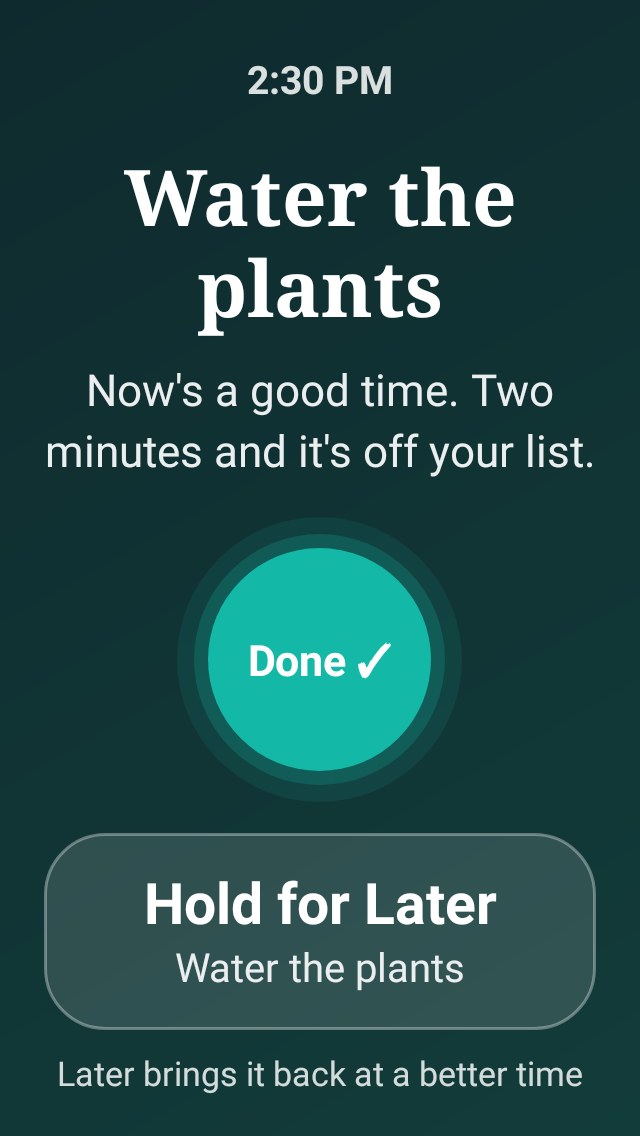 2:30 PM
Water the
plants
Now's a good time. Two
minutes and it's off your list.
Done ✓
Hold for Later
Water the plants
Later brings it back at a better time